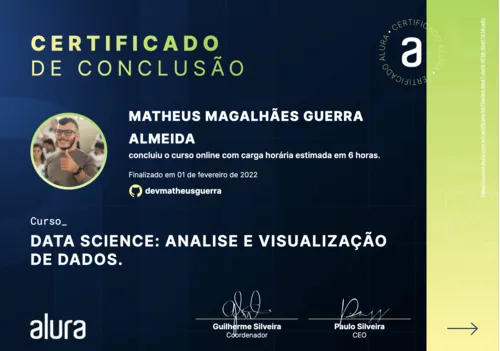 CERTIFICADO
DE CONCLUSÃO
ALURA · CERTIFICADO
a
MATHEUS MAGALHÃES GUERRA
ALMEIDA
concluiu o curso online com carga horária estimada em 6 horas.
Finalizado em 01 de fevereiro de 2022
devmatheusguerra
Curso_
DATA SCIENCE: ANALISE E VISUALIZAÇÃO
DE DADOS.
alura
Guilherme Silveira
Coordenador
Paulo Silveira
CEO